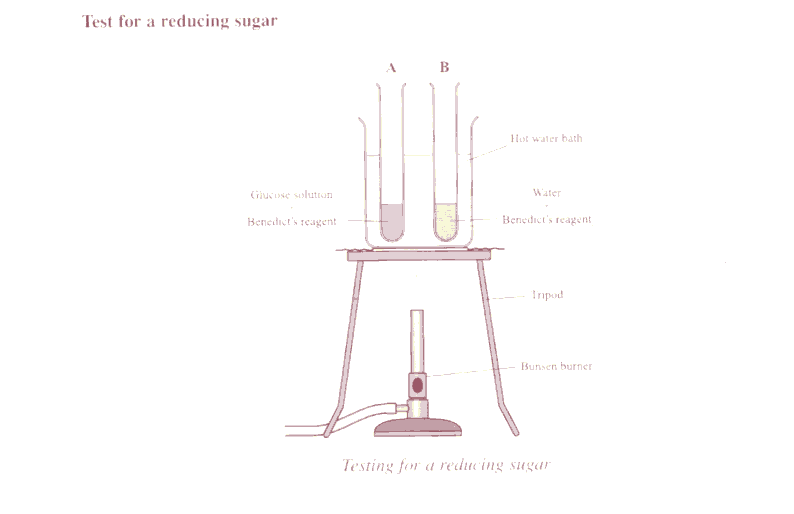 Test for a reducing sugar
A
B
Hot water bath
Glucose solution
+
Benedict's reagent
Water
+
Benedict's reagent
Tripod
Bunsen burner
Testing for a reducing sugar